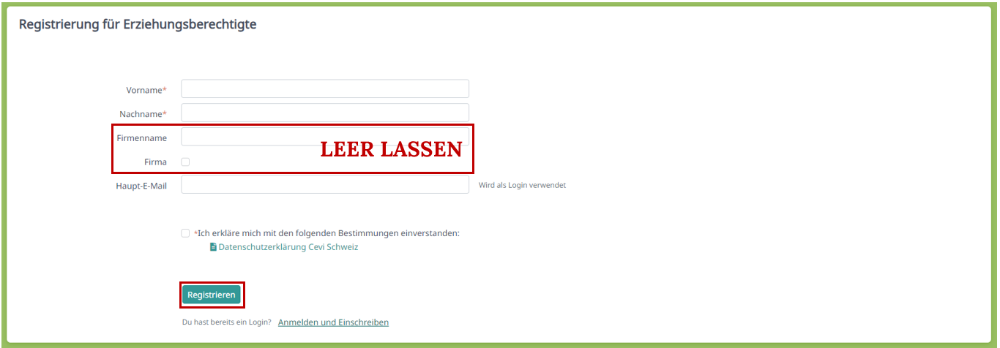 Registrierung für Erziehungsberechtigte
Vorname*
Nachname*
Firmenname
LEER LASSEN
Firma
Haupt-E-Mail
Wird als Login verwendet
*Ich erkläre mich mit den folgenden Bestimmungen einverstanden:
Datenschutzerklärung Cevi Schweiz
Registrieren
Du hast bereits ein Login? Anmelden und Einschreiben